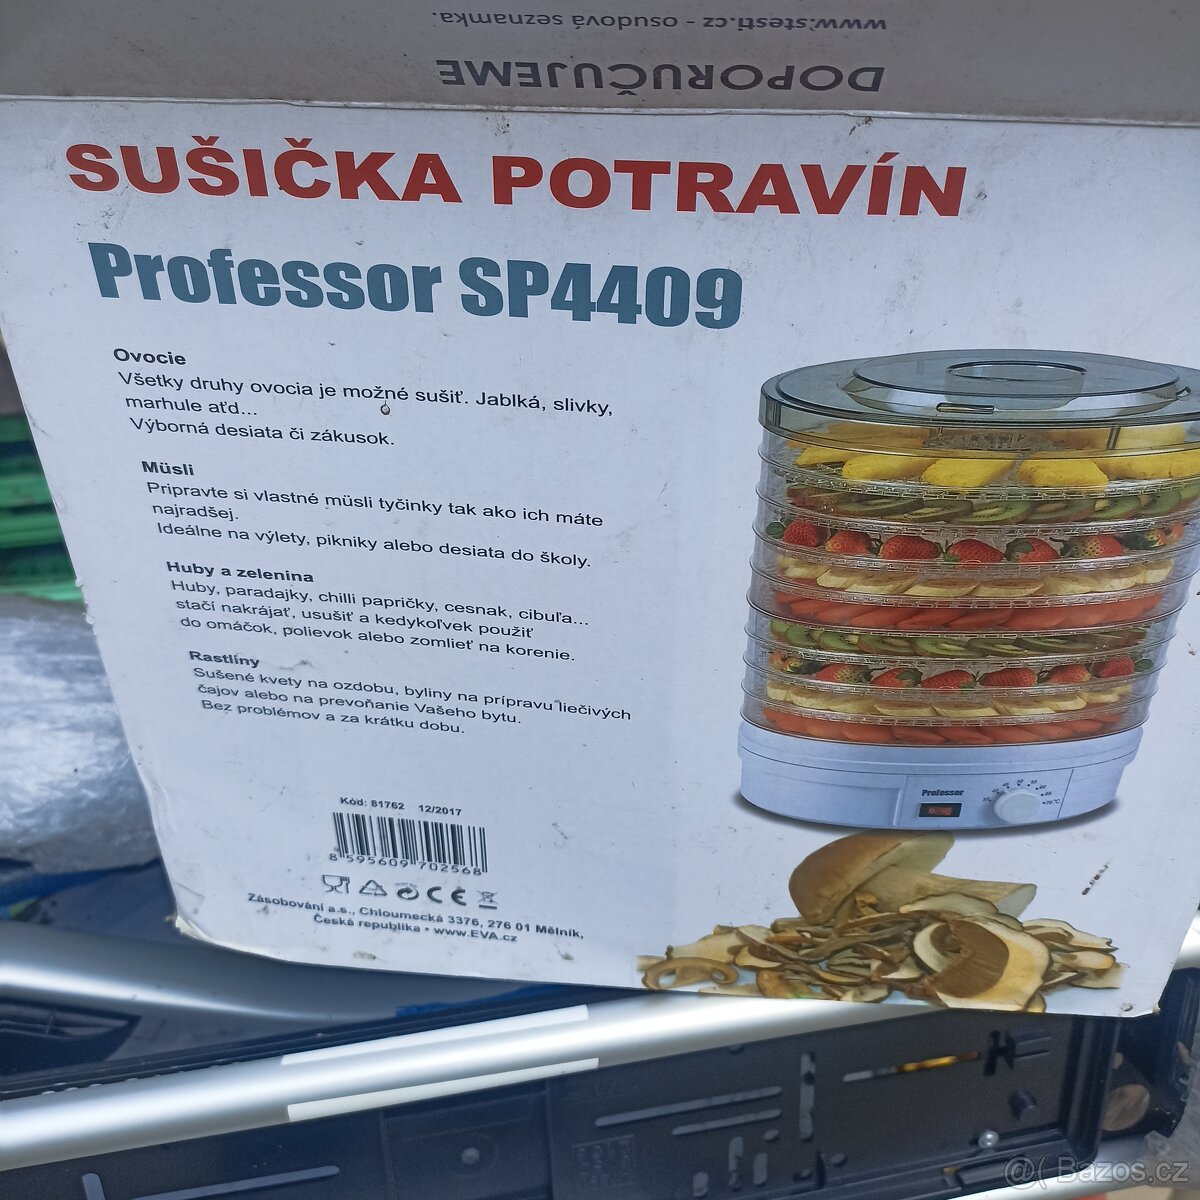 www.stesti.cz - osudová seznamka.
DOPORUČUJEME
SUŠIČKA POTRAVÍN
Professor SP4409
Ovocie
Všetky druhy ovocia je možné sušiť. Jablká, slivky,
marhule aťd...
Výborná desiata či zákusok.
Müsli
Pripravte si vlastné müsli tyčinky tak ako ich máte
najradšej.
Ideálne na výlety, pikniky alebo desiata do školy.
Huby a zelenina
Huby, paradajky, chilli papričky, cesnak, cibuľa...
stačí nakrájať, usušiť a kedykoľvek použiť
do omáčok, polievok alebo zomlieť na korenie.
Rastliny
Sušené kvety na ozdobu, byliny na prípravu liečivých
čajov alebo na prevoňanie Vašeho bytu.
Bez problémov a za krátku dobu.
Professor
70°C
Kód: 81762 12/2017
8 595609 702568
CE
Zásobování a.s., Chloumecká 3376, 276 01 Mělník,
Česká republika • www.EVA.cz
@( Bazos.cz